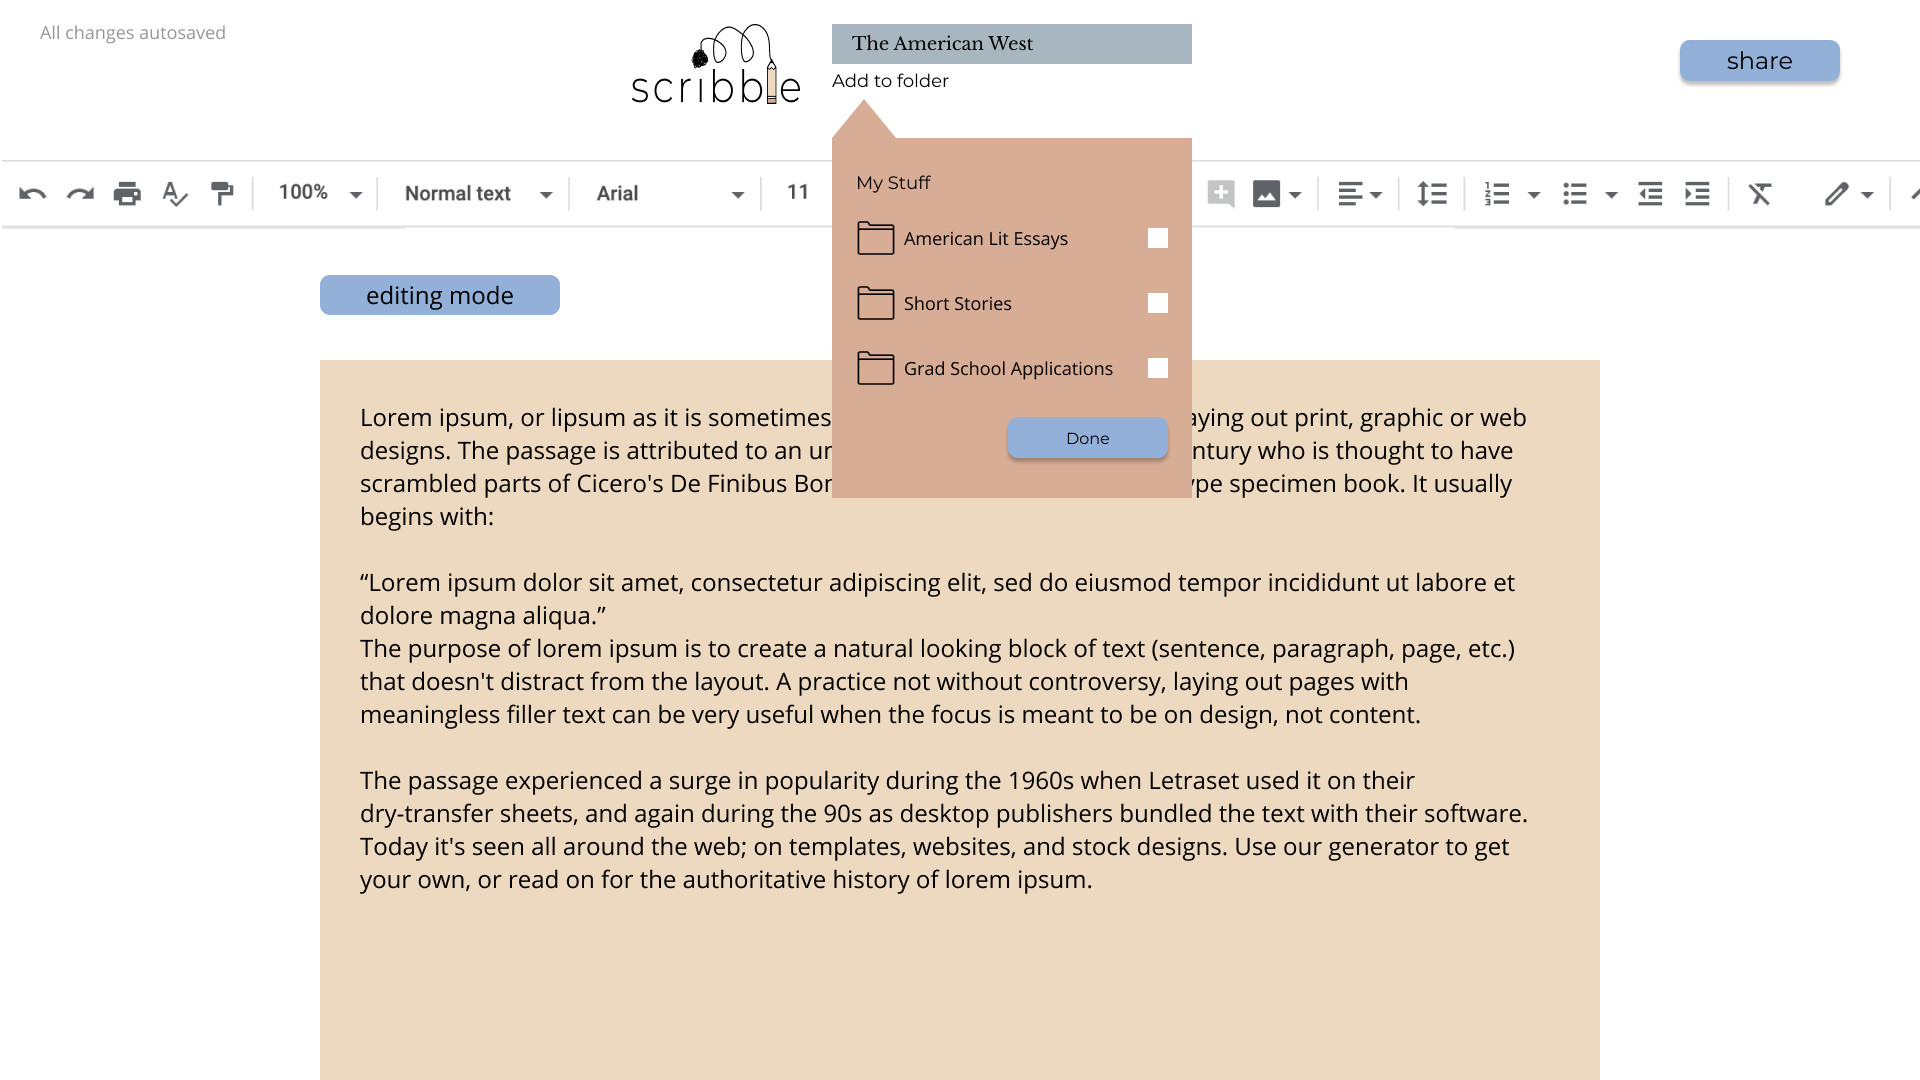 All changes autosaved
scribble
The American West
Add to folder
share
100%
Normal text
Arial
11
My Stuff
American Lit Essays
Short Stories
Grad School Applications
Done
editing mode
Lorem ipsum, or lipsum as it is sometimes aying out print, graphic or web
designs. The passage is attributed to an ur ntury who is thought to have
scrambled parts of Cicero's De Finibus Bor ype specimen book. It usually
begins with:
“Lorem ipsum dolor sit amet, consectetur adipiscing elit, sed do eiusmod tempor incididunt ut labore et
dolore magna aliqua.”
The purpose of lorem ipsum is to create a natural looking block of text (sentence, paragraph, page, etc.)
that doesn't distract from the layout. A practice not without controversy, laying out pages with
meaningless filler text can be very useful when the focus is meant to be on design, not content.
The passage experienced a surge in popularity during the 1960s when Letraset used it on their
dry-transfer sheets, and again during the 90s as desktop publishers bundled the text with their software.
Today it's seen all around the web; on templates, websites, and stock designs. Use our generator to get
your own, or read on for the authoritative history of lorem ipsum.